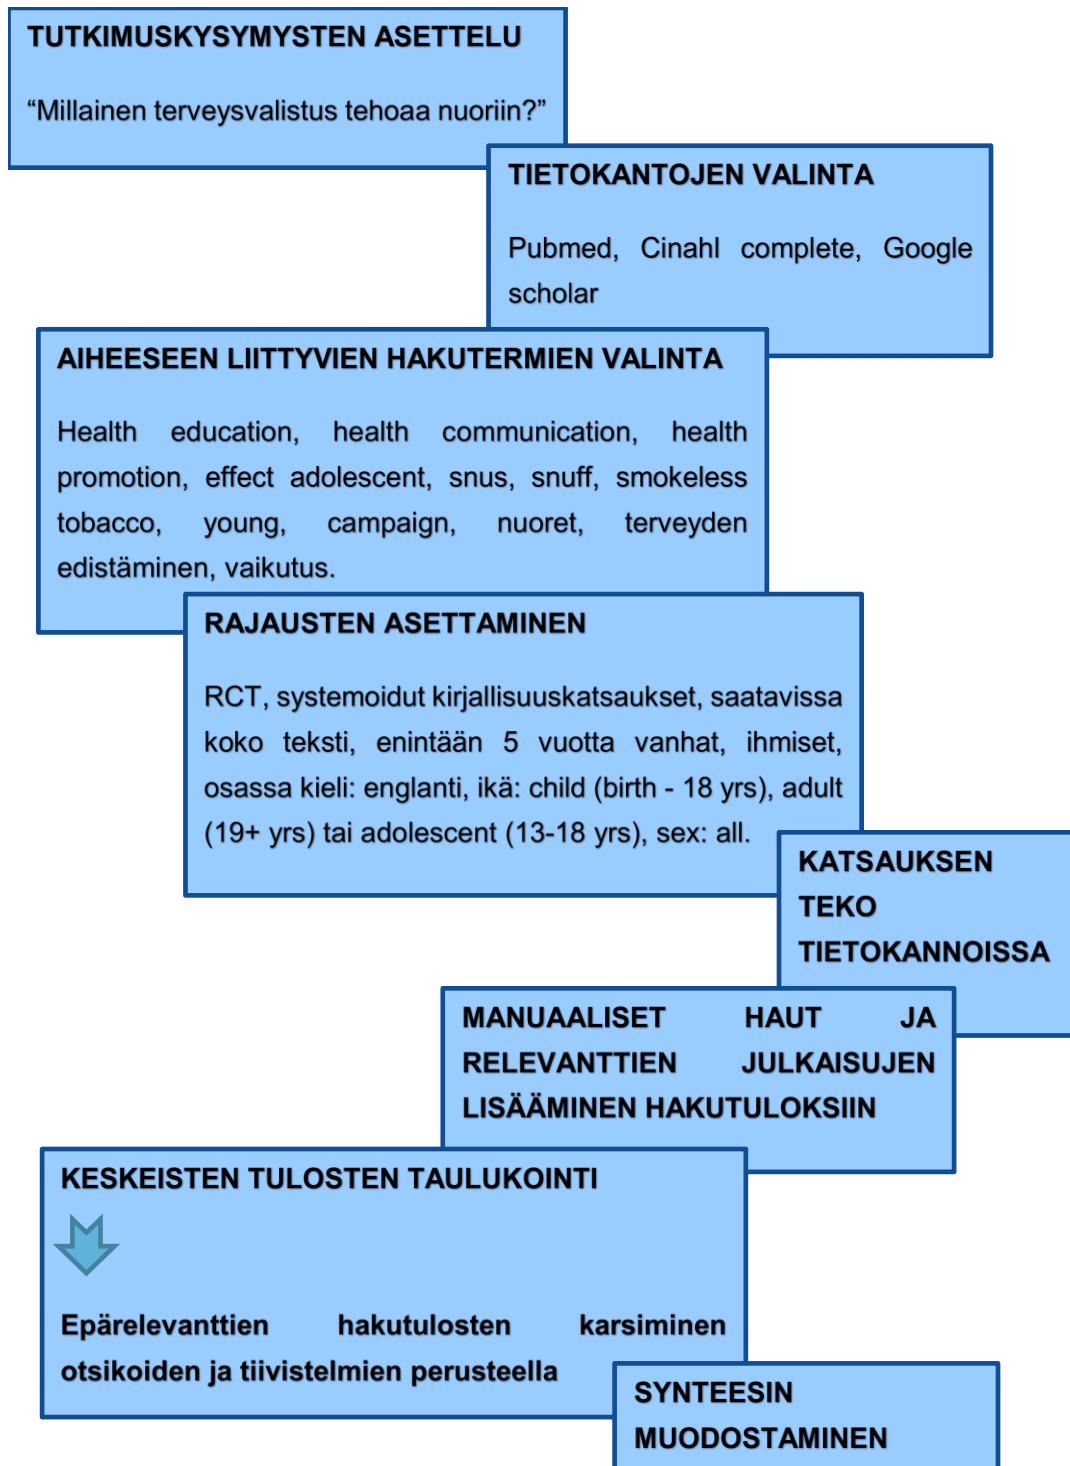 TUTKIMUSKYSYMYSTEN ASETTELU
“Millainen terveysvalistus tehoaa nuoriin?”
TIETOKANTOJEN VALINTA
Pubmed, Cinahl complete, Google
scholar
AIHEESEEN LIITTYVIEN HAKUTERMIEN VALINTA
Health education, health communication, health
promotion, effect adolescent, snus, snuff, smokeless
tobacco, young, campaign, nuoret, terveyden
edistäminen, vaikutus.
RAJAUSTEN ASETTAMINEN
RCT, systemoidut kirjallisuuskatsaukset, saatavissa
koko teksti, enintään 5 vuotta vanhat, ihmiset,
osassa kieli: englanti, ikä: child (birth - 18 yrs), adult
(19+ yrs) tai adolescent (13-18 yrs), sex: all.
KATSAUKSEN
TEKO
TIETOKANNOISSA
MANUAALISET HAUT JA
RELEVANTTIEN JULKAISUJEN
LISÄÄMINEN HAKUTULOKSIIN
KESKEISTEN TULOSTEN TAULUKOINTI
Epärelevanttien hakutulosten karsiminen
otsikoiden ja tiivistelmien perusteella
SYNTEESIN
MUODOSTAMINEN